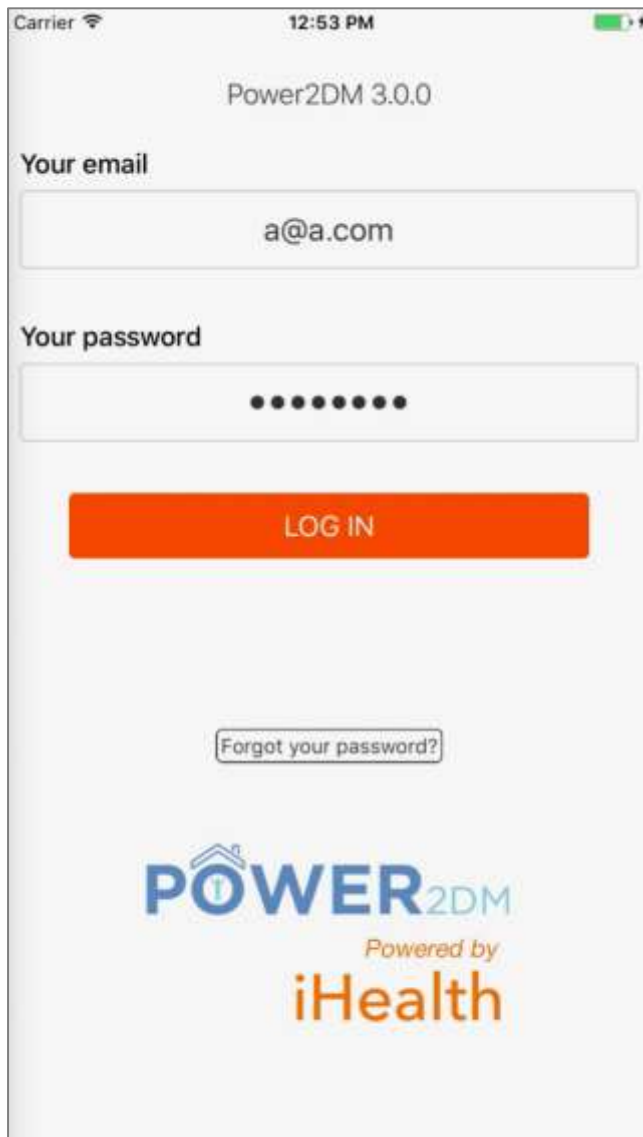 Carrier 12:53 PM
Power2DM 3.0.0
Your email
a@a.com
Your password
●●●●●●●●
LOG IN
Forgot your password?
POWER2DM
Powered by
iHealth